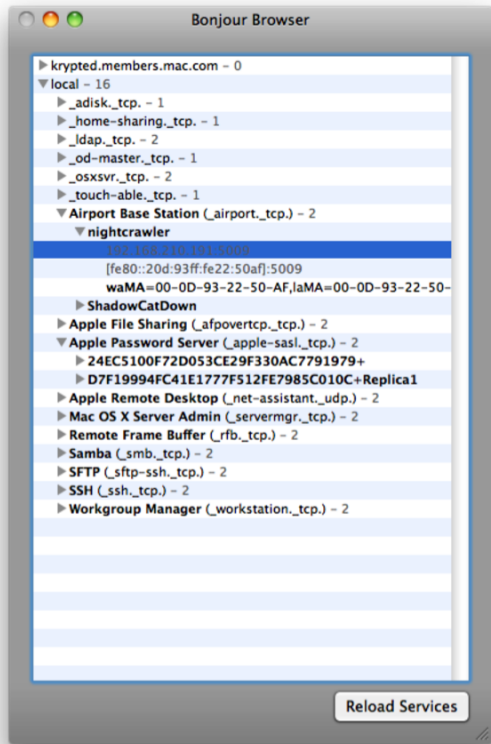 Bonjour Browser
krypted.members.mac.com – 0
local – 16
_adisk._tcp. – 1
_home-sharing._tcp. – 1
_ldap._tcp. – 2
_od-master._tcp. – 1
_osxsvr._tcp. – 2
_touch-able._tcp. – 1
Airport Base Station (_airport._tcp.) – 2
nightcrawler
192.168.210.191:5009
[fe80::20d:93ff:fe22:50af]:5009
waMA=00-0D-93-22-50-AF,laMA=00-0D-93-22-50-
ShadowCatDown
Apple File Sharing (_afpovertcp._tcp.) – 2
Apple Password Server (_apple-sasl._tcp.) – 2
24EC5100F72D053CE29F330AC7791979+
D7F19994FC41E1777F512FE7985C010C+Replica1
Apple Remote Desktop (_net-assistant._udp.) – 2
Mac OS X Server Admin (_servermgr._tcp.) – 2
Remote Frame Buffer (_rfb._tcp.) – 2
Samba (_smb._tcp.) – 2
SFTP (_sftp-ssh._tcp.) – 2
SSH (_ssh._tcp.) – 2
Workgroup Manager (_workstation._tcp.) – 2
Reload Services